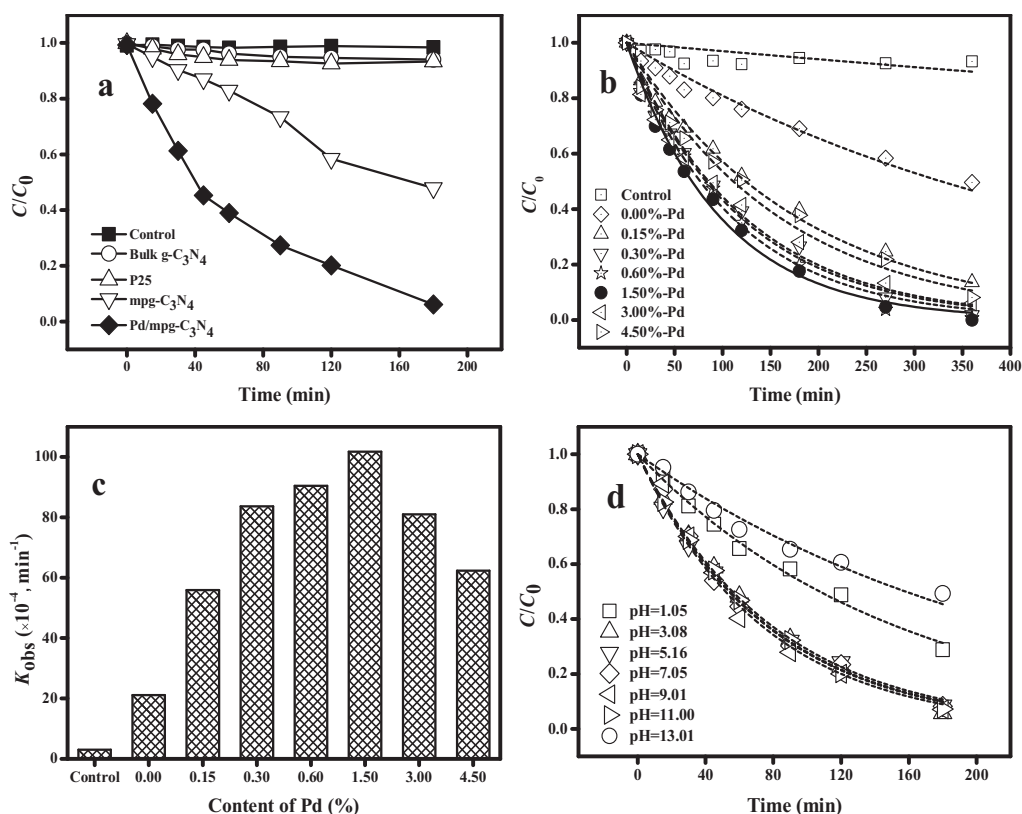 a
C/C0
1.0
0.8
0.6
0.4
0.2
0.0
Control
Bulk g-C3N4
P25
mpg-C3N4
Pd/mpg-C3N4
0 40 80 120 160 200
Time (min)
b
C/C0
1.0
0.8
0.6
0.4
0.2
0.0
Control
0.00%-Pd
0.15%-Pd
0.30%-Pd
0.60%-Pd
1.50%-Pd
3.00%-Pd
4.50%-Pd
0 50 100 150 200 250 300 350 400
Time (min)
c
Kobs (×10-4, min-1)
100
80
60
40
20
0
Control 0.00 0.15 0.30 0.60 1.50 3.00 4.50
Content of Pd (%)
d
C/C0
1.0
0.8
0.6
0.4
0.2
0.0
pH=1.05
pH=3.08
pH=5.16
pH=7.05
pH=9.01
pH=11.00
pH=13.01
0 40 80 120 160 200
Time (min)